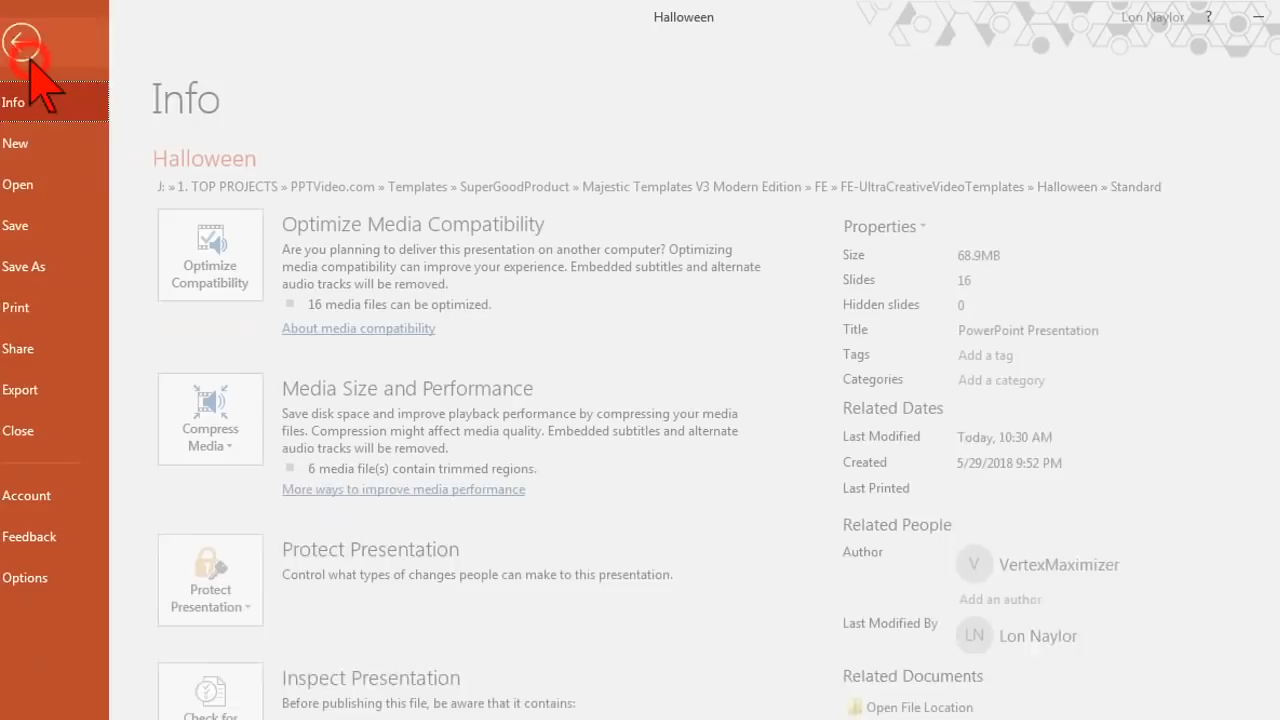 Halloween
Lon Naylor ?
Info
New
Open
Save
Save As
Print
Share
Export
Close
Account
Feedback
Options
Info
Halloween
J: » 1. TOP PROJECTS » PPTVideo.com » Templates » SuperGoodProduct » Majestic Templates V3 Modern Edition » FE » FE-UltraCreativeVideoTemplates » Halloween » Standard
Optimize
Compatibility
Optimize Media Compatibility
Are you planning to deliver this presentation on another computer? Optimizing
media compatibility can improve your experience. Embedded subtitles and alternate
audio tracks will be removed.
16 media files can be optimized.
About media compatibility
Compress
Media
Media Size and Performance
Save disk space and improve playback performance by compressing your media
files. Compression might affect media quality. Embedded subtitles and alternate
audio tracks will be removed.
6 media file(s) contain trimmed regions.
More ways to improve media performance
Protect
Presentation
Protect Presentation
Control what types of changes people can make to this presentation.
Check for
Inspect Presentation
Before publishing this file, be aware that it contains:
Properties
Size 68.9MB
Slides 16
Hidden slides 0
Title PowerPoint Presentation
Tags Add a tag
Categories Add a category
Related Dates
Last Modified Today, 10:30 AM
Created 5/29/2018 9:52 PM
Last Printed
Related People
Author V VertexMaximizer
Add an author
Last Modified By LN Lon Naylor
Related Documents
Open File Location